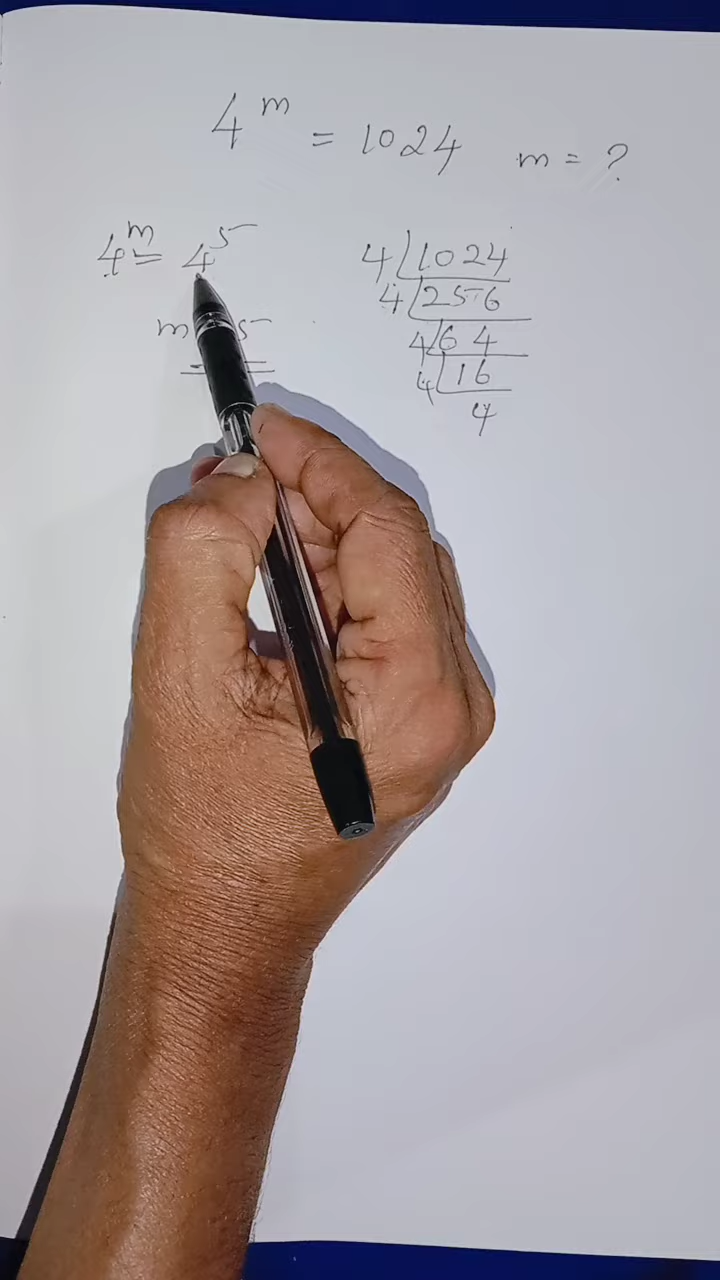 4^m = 1024 m = ?
4^m = 4^5
m 5
4 | 1024
4 | 256
4 | 64
4 | 16
4